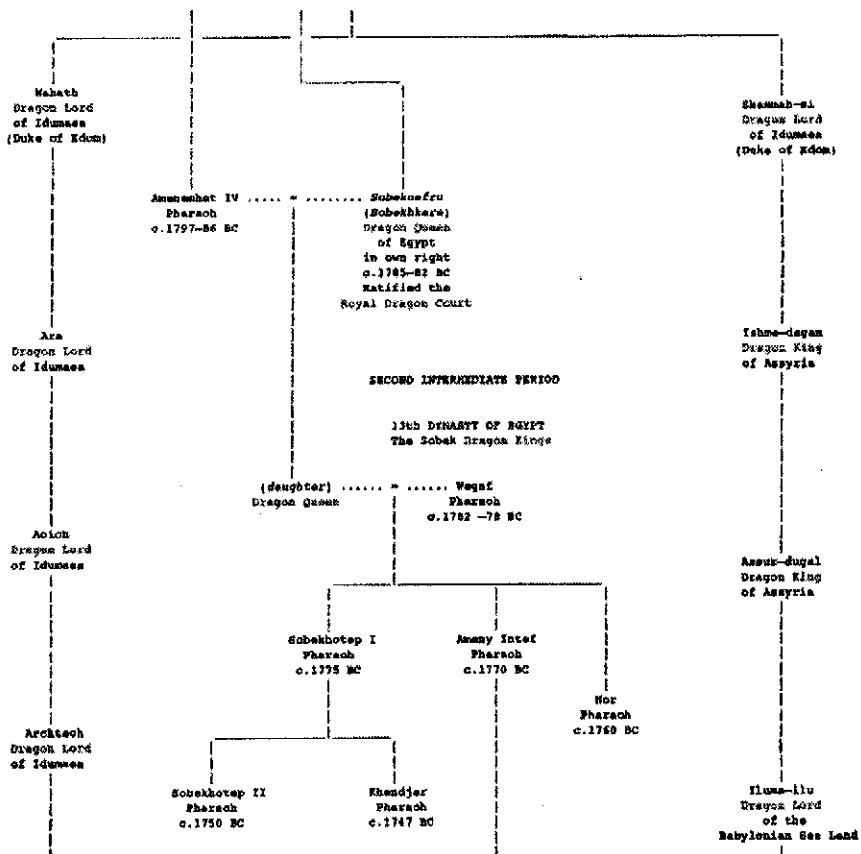 Wahath
Dragon Lord
of Idumaea
(Duke of Edom)
Shammah-si
Dragon Lord
of Idumaea
(Duke of Edom)
Amenemhat IV ..... = ........ Sobeknefru
Pharaoh
c.1797-86 BC
(Sobekhkare)
Dragon Queen
of Egypt
in own right
c.1785-82 BC
Ratified the
Royal Dragon Court
Ara
Dragon Lord
of Idumaea
Ishme-dagan
Dragon King
of Assyria
SECOND INTERMEDIATE PERIOD
13th DYNASTY OF EGYPT
The Sobek Dragon Kings
(daughter) ...... = ...... Wegaf
Dragon Queen
Pharaoh
c.1782 -78 BC
Aoich
Dragon Lord
of Idumaea
Assur-dugal
Dragon King
of Assyria
Sobekhotep I
Pharaoh
c.1775 BC
Ameny Intef
Pharaoh
c.1770 BC
Hor
Pharaoh
c.1760 BC
Archtach
Dragon Lord
of Idumaea
Sobekhotep II
Pharaoh
c.1750 BC
Khendjer
Pharaoh
c.1747 BC
Iluma-ilu
Dragon Lord
of the
Babylonian Sea Land